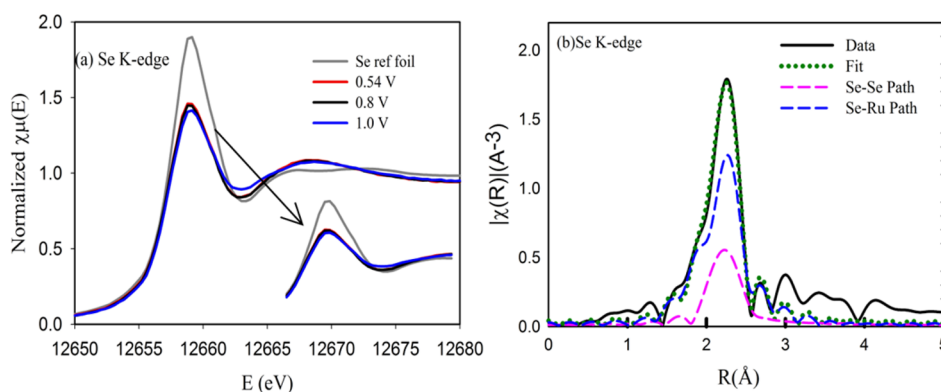 (a) Se K-edge
Se ref foil
0.54 V
0.8 V
1.0 V
Normalized χμ(E)
2.0
1.5
1.0
0.5
0.0
12650 12655 12660 12665 12670 12675 12680
E (eV)
(b)Se K-edge
Data
Fit
Se-Se Path
Se-Ru Path
|χ(R)|(A-3)
2.0
1.5
1.0
0.5
0.0
0 1 2 3 4 5
R(Å)